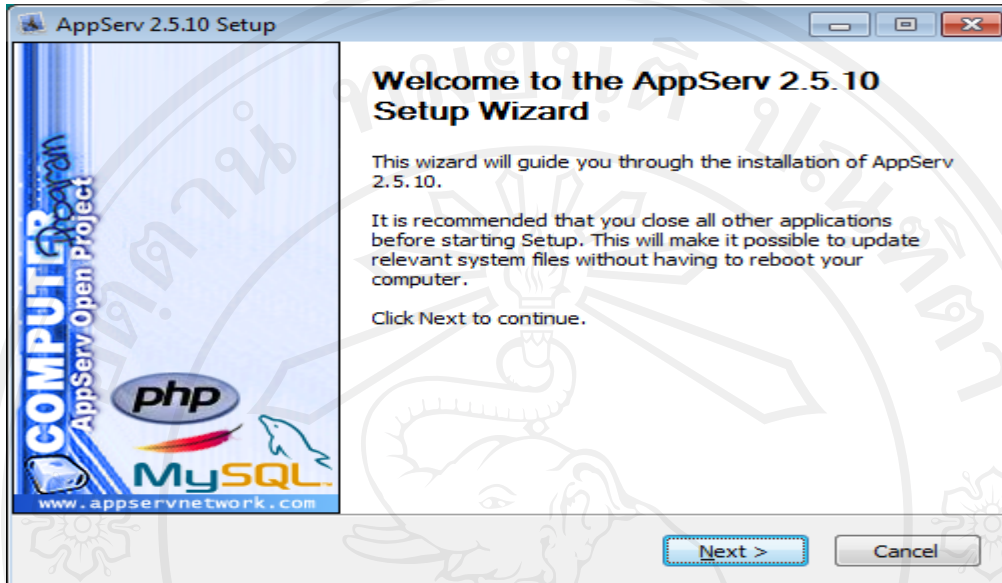 AppServ 2.5.10 Setup
Welcome to the AppServ 2.5.10
Setup Wizard
This wizard will guide you through the installation of AppServ
2.5.10.
It is recommended that you close all other applications
before starting Setup. This will make it possible to update
relevant system files without having to reboot your
computer.
Click Next to continue.
COMPUTER
Program
AppServ Open Project
php
MySQL
www.appservnetwork.com
Next >
Cancel